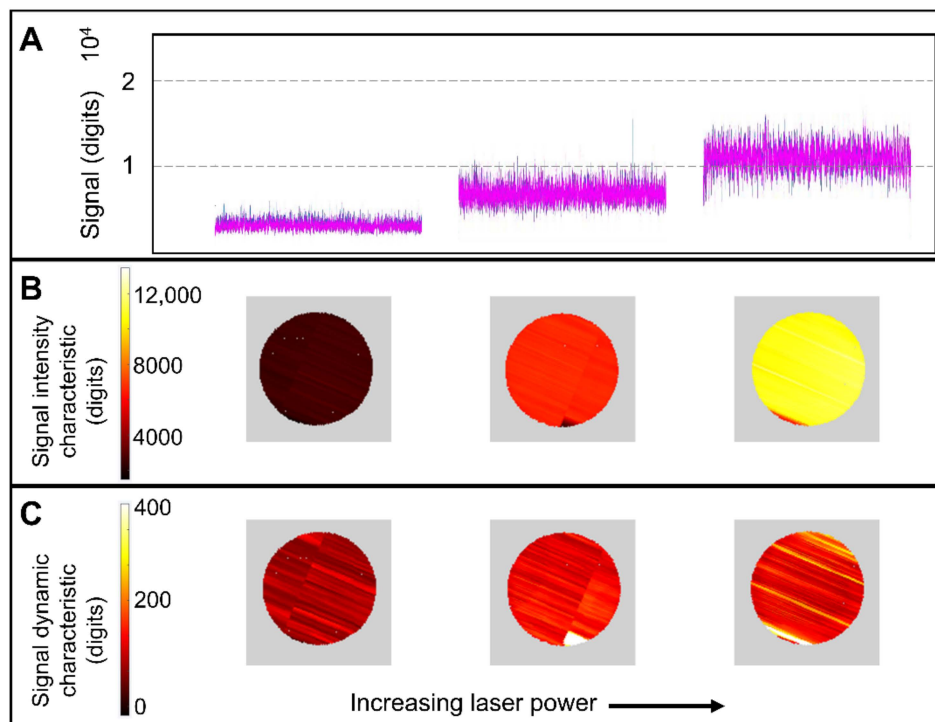 A
Signal (digits)
10⁴
2
1
B
Signal intensity
characteristic
(digits)
12,000
8000
4000
C
Signal dynamic
characteristic
(digits)
400
200
0
Increasing laser power